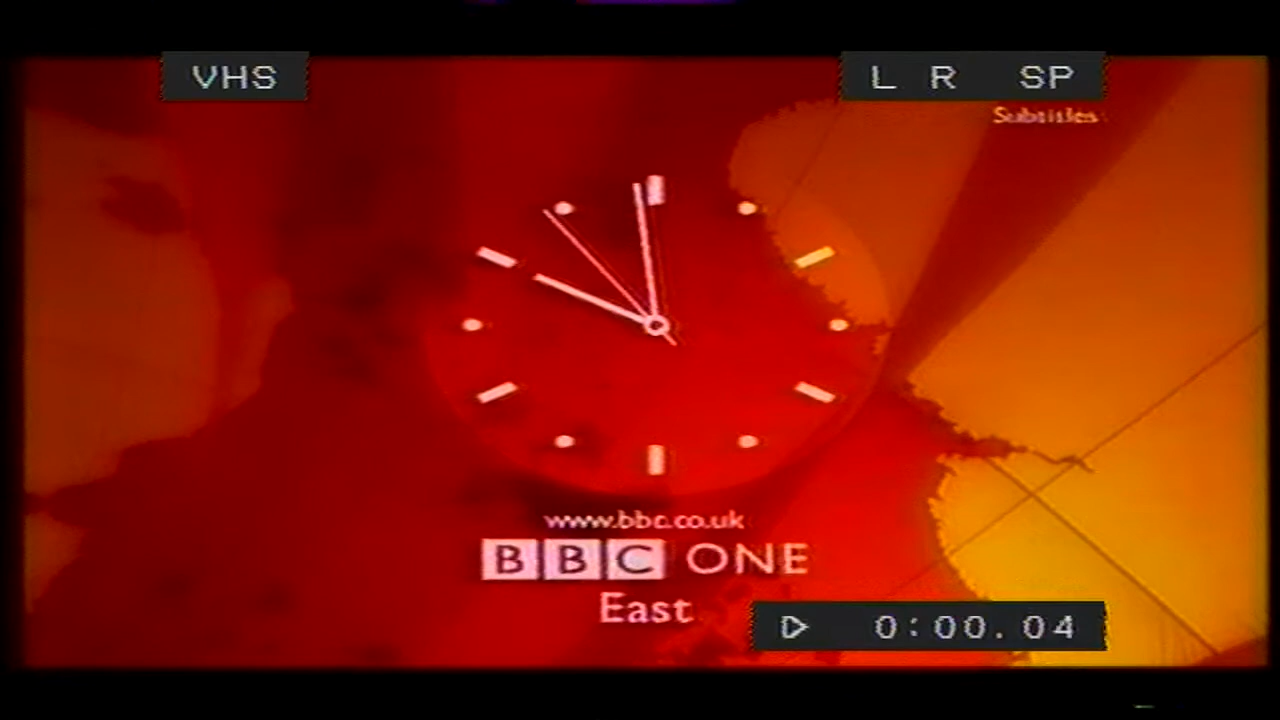 VHS
L R SP
Subtitles
www.bbc.co.uk
BBC ONE
East
0:00.04